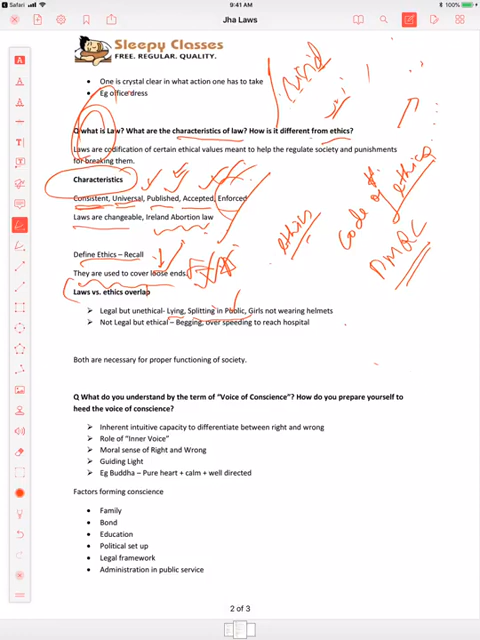 Safari
9:41 AM
100%
Jha Laws
Sleepy Classes
FREE. REGULAR. QUALITY.
• One is crystal clear in what action one has to take
• Eg office dress
Q what is Law? What are the characteristics of law? How is it different from ethics?
Laws are codification of certain ethical values meant to help the regulate society and punishments
for breaking them.
Characteristics
Consistent, Universal, Published, Accepted, Enforced
Laws are changeable, Ireland Abortion law
ethics
Code of ethics
Define Ethics – Recall
They are used to cover loose ends.
Laws vs. ethics overlap
➢ Legal but unethical- Lying, Splitting in Public, Girls not wearing helmets
➢ Not Legal but ethical – Begging, over speeding to reach hospital
Both are necessary for proper functioning of society.
Q What do you understand by the term of “Voice of Conscience”? How do you prepare yourself to
heed the voice of conscience?
➢ Inherent intuitive capacity to differentiate between right and wrong
➢ Role of “Inner Voice”
➢ Moral sense of Right and Wrong
➢ Guiding Light
➢ Eg Buddha – Pure heart + calm + well directed
Factors forming conscience
• Family
• Bond
• Education
• Political set up
• Legal framework
• Administration in public service
2 of 3